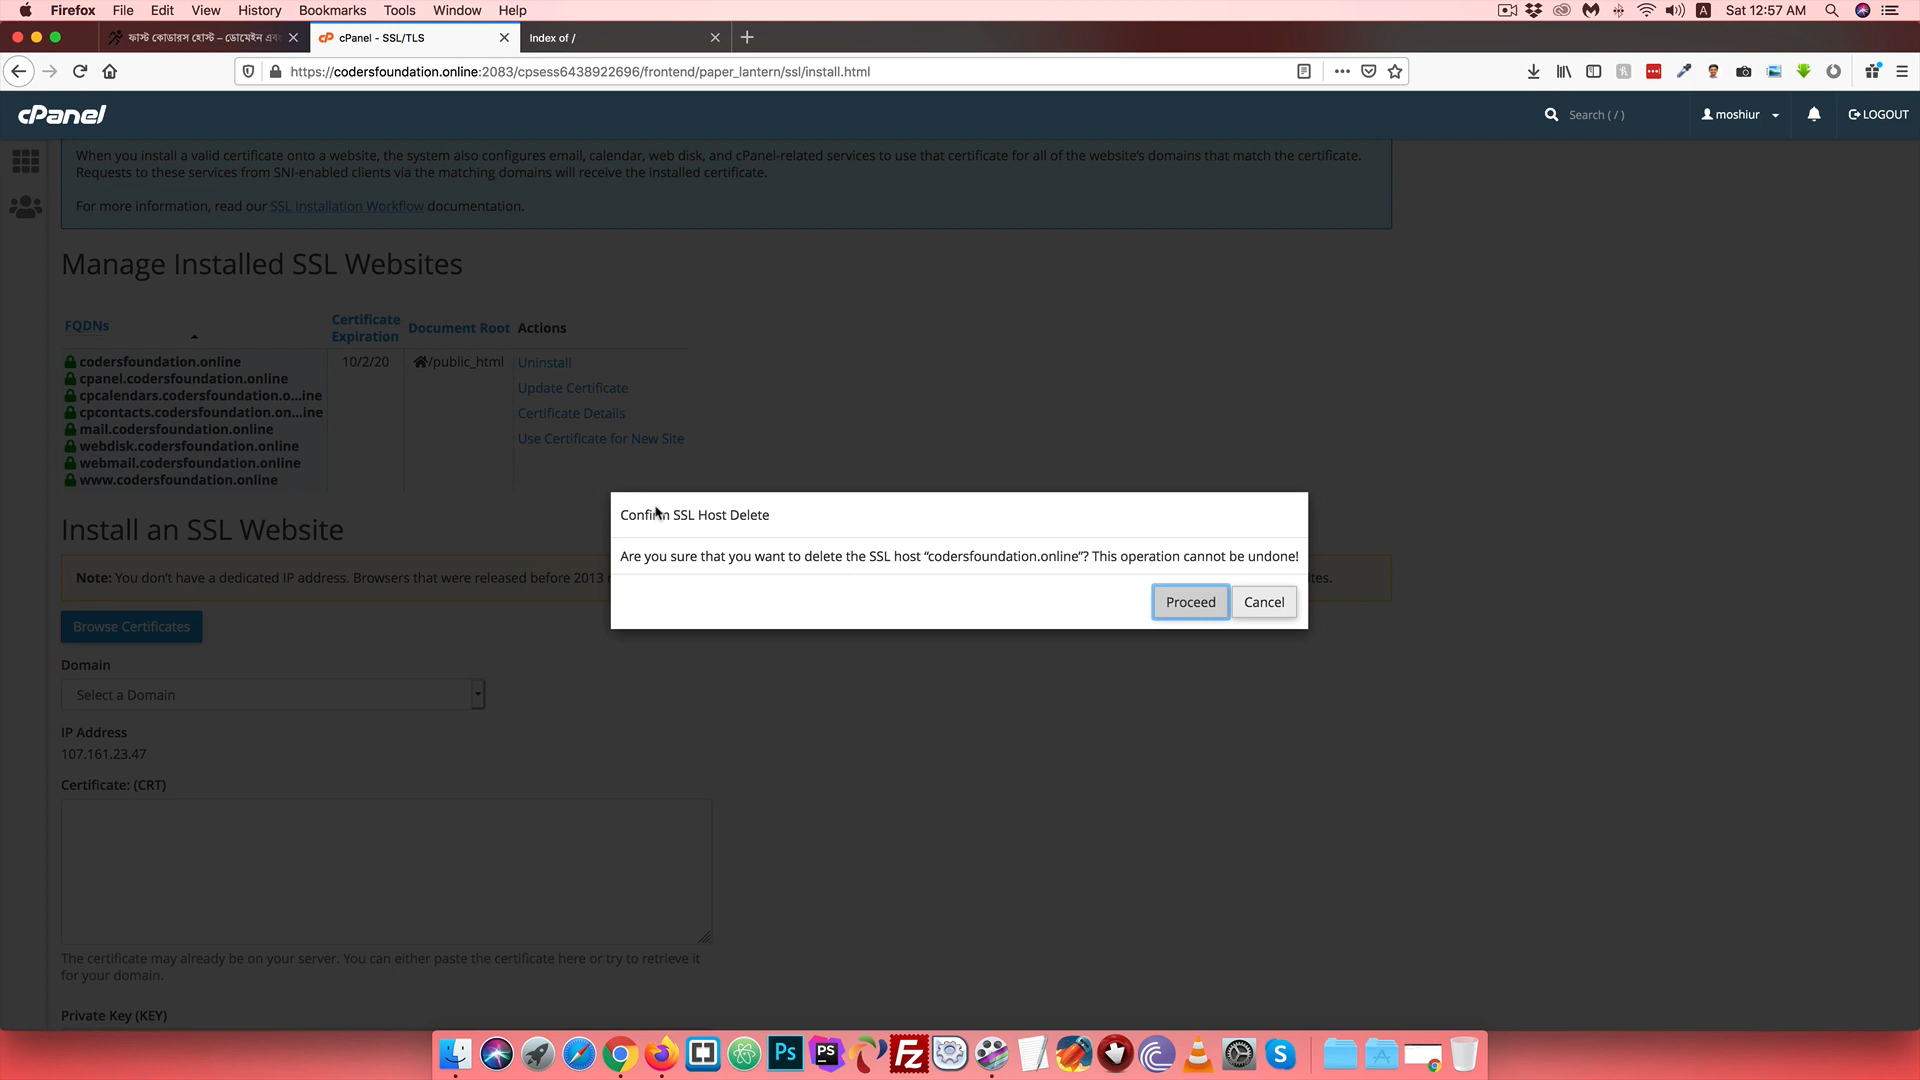 Firefox File Edit View History Bookmarks Tools Window Help Sat 12:57 AM
ফাস্ট কোডারস হোস্ট – ডোমেইন এবং
cPanel - SSL/TLS
Index of /
https://codersfoundation.online:2083/cpsess6438922696/frontend/paper_lantern/ssl/install.html
cPanel Search ( / ) moshiur LOGOUT
When you install a valid certificate onto a website, the system also configures email, calendar, web disk, and cPanel-related services to use that certificate for all of the website's domains that match the certificate.
Requests to these services from SNI-enabled clients via the matching domains will receive the installed certificate.
For more information, read our SSL Installation Workflow documentation.
Manage Installed SSL Websites
FQDNs Certificate Expiration Document Root Actions
codersfoundation.online 10/2/20 /public_html Uninstall
cpanel.codersfoundation.online
Update Certificate
cpcalendars.codersfoundation.o...ine
cpcontacts.codersfoundation.on...ine Certificate Details
mail.codersfoundation.online
Use Certificate for New Site
webdisk.codersfoundation.online
webmail.codersfoundation.online
www.codersfoundation.online
Confirm SSL Host Delete
Are you sure that you want to delete the SSL host “codersfoundation.online”? This operation cannot be undone!
Proceed Cancel
Install an SSL Website
Note: You don't have a dedicated IP address. Browsers that were released before 2013
Browse Certificates
Domain
Select a Domain
IP Address
107.161.23.47
Certificate: (CRT)
The certificate may already be on your server. You can either paste the certificate here or try to retrieve it
for your domain.
Private Key (KEY)
Ps PS Fz